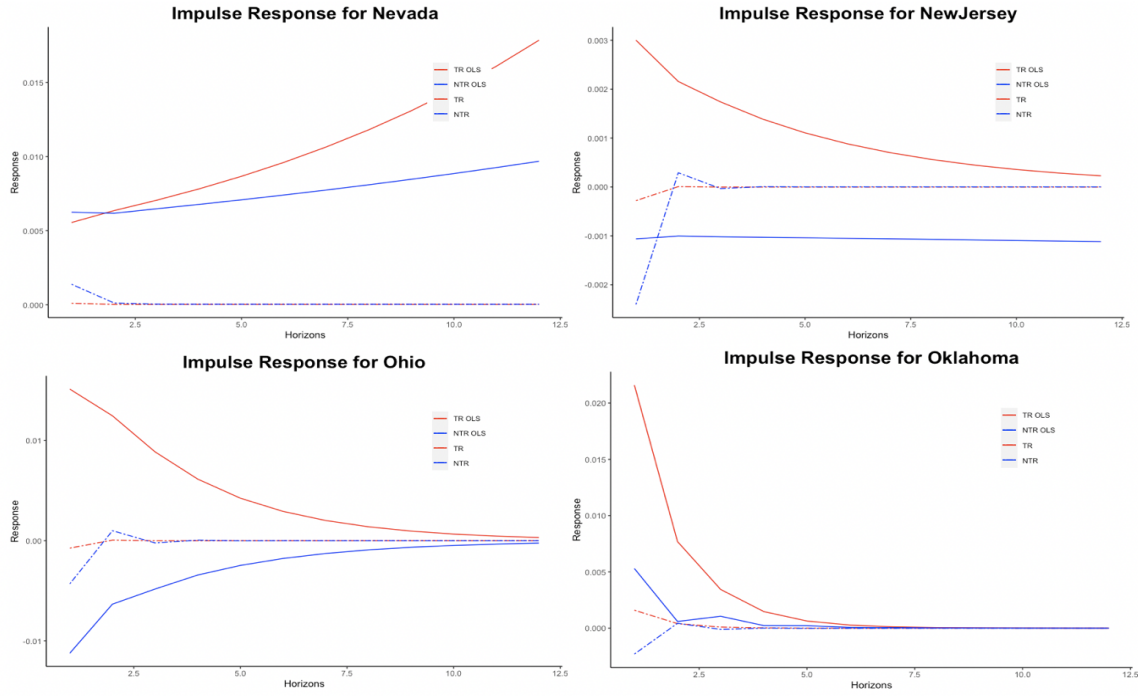 Impulse Response for Nevada
Response
0.015
0.010
0.005
0.000
TR OLS
NTR OLS
TR
NTR
2.5 5.0 7.5 10.0 12.5
Horizons
Impulse Response for NewJersey
Response
0.003
0.002
0.001
0.000
-0.001
-0.002
TR OLS
NTR OLS
TR
NTR
2.5 5.0 7.5 10.0 12.5
Horizons
Impulse Response for Ohio
Response
0.01
0.00
-0.01
TR OLS
NTR OLS
TR
NTR
2.5 5.0 7.5 10.0 12.5
Horizons
Impulse Response for Oklahoma
Response
0.020
0.015
0.010
0.005
0.000
TR OLS
NTR OLS
TR
NTR
2.5 5.0 7.5 10.0 12.5
Horizons